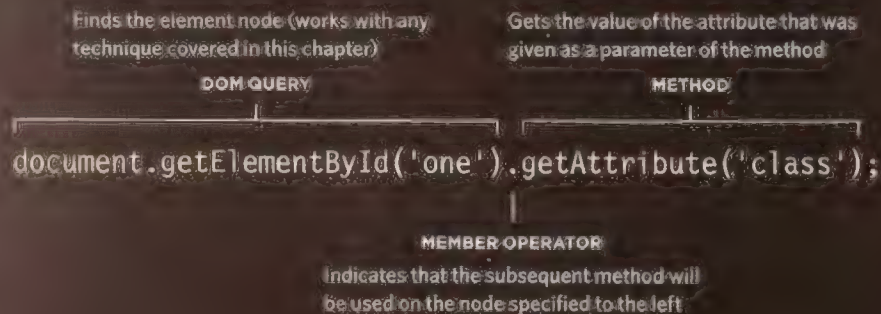 Finds the element node (works with any
technique covered in this chapter)
DOM QUERY
Gets the value of the attribute that was
given as a parameter of the method
METHOD
document.getElementById('one').getAttribute('class');
MEMBER OPERATOR
Indicates that the subsequent method will
be used on the node specified to the left